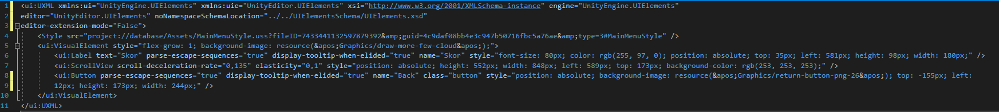 1 <ui:UXML xmlns:ui="UnityEngine.UIElements" xmlns:uie="UnityEditor.UIElements" xsi="http://www.w3.org/2001/XMLSchema-instance" engine="UnityEngine.UIElements"
2 editor="UnityEditor.UIElements" noNamespaceSchemaLocation="../../UIElementsSchema/UIElements.xsd"
3 editor-extension-mode="False">
4 <Style src="project://database/Assets/MainMenuStyle.uss?fileID=7433441132597879392&amp;guid=4c9daf08bb4e3c947b50716fbc5a76ae&amp;type=3#MainMenuStyle" />
5 <ui:VisualElement style="flex-grow: 1; background-image: resource(&apos;Graphics/draw-more-few-cloud&apos;);">
6 <ui:Label text="Skor" parse-escape-sequences="true" display-tooltip-when-elided="true" name="Skor" style="font-size: 80px; color: rgb(255, 97, 0); position: absolute; top: 35px; left: 581px; height: 98px; width: 180px;" />
7 <ui:ScrollView scroll-deceleration-rate="0,135" elasticity="0,1" style="position: absolute; height: 552px; width: 848px; left: 589px; top: 173px; background-color: rgb(253, 253, 253);" />
8 <ui:Button parse-escape-sequences="true" display-tooltip-when-elided="true" name="Back" class="button" style="position: absolute; background-image: resource(&apos;Graphics/return-button-png-26&apos;); top: -155px; left:
9 12px; height: 173px; width: 244px;" />
10 </ui:VisualElement>
11 </ui:UXML>